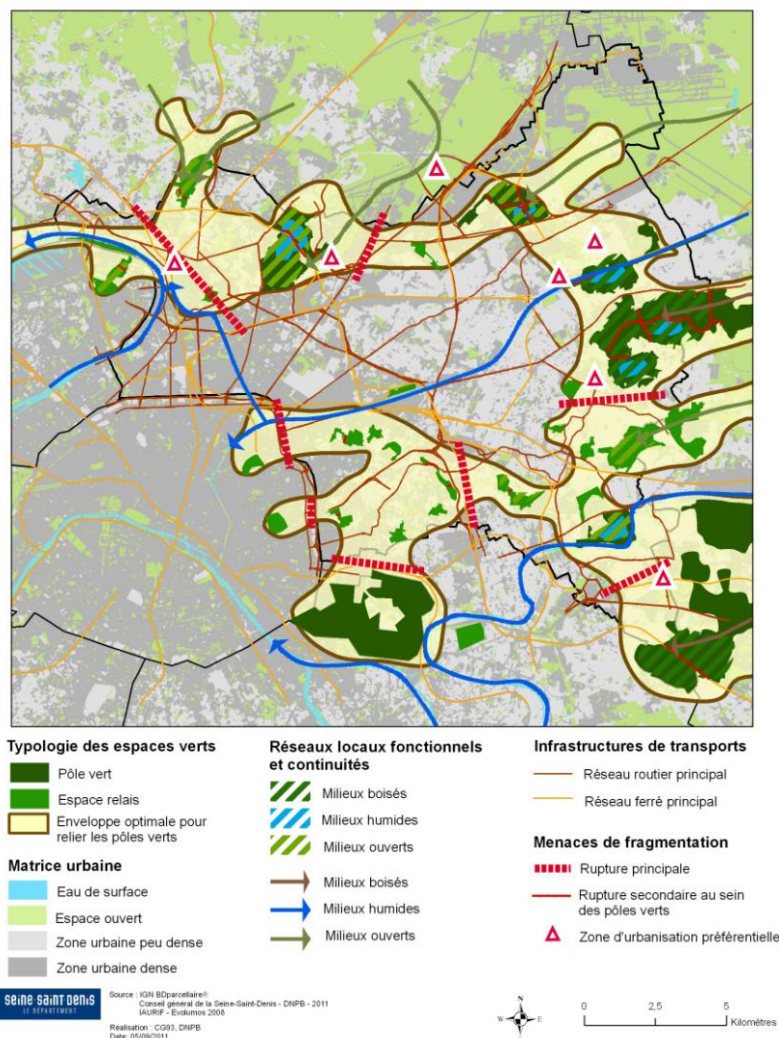 Typologie des espaces verts
Pôle vert
Espace relais
Enveloppe optimale pour
relier les pôles verts
Matrice urbaine
Eau de surface
Espace ouvert
Zone urbaine peu dense
Zone urbaine dense
Réseaux locaux fonctionnels
et continuités
Milieux boisés
Milieux humides
Milieux ouverts
Milieux boisés
Milieux humides
Milieux ouverts
Infrastructures de transports
Réseau routier principal
Réseau ferré principal
Menaces de fragmentation
Rupture principale
Rupture secondaire au sein
des pôles verts
Zone d'urbanisation préférentielle
seine saint-denis
LE DÉPARTEMENT
Source : IGN BDparcellaire®
Conseil général de la Seine-Saint-Denis - DNPB - 2011
IAURIF - Evolumos 2008
Réalisation : CG93, DNPB
Date: 05/09/2011
N
W E
S
0 2,5 5
Kilomètres